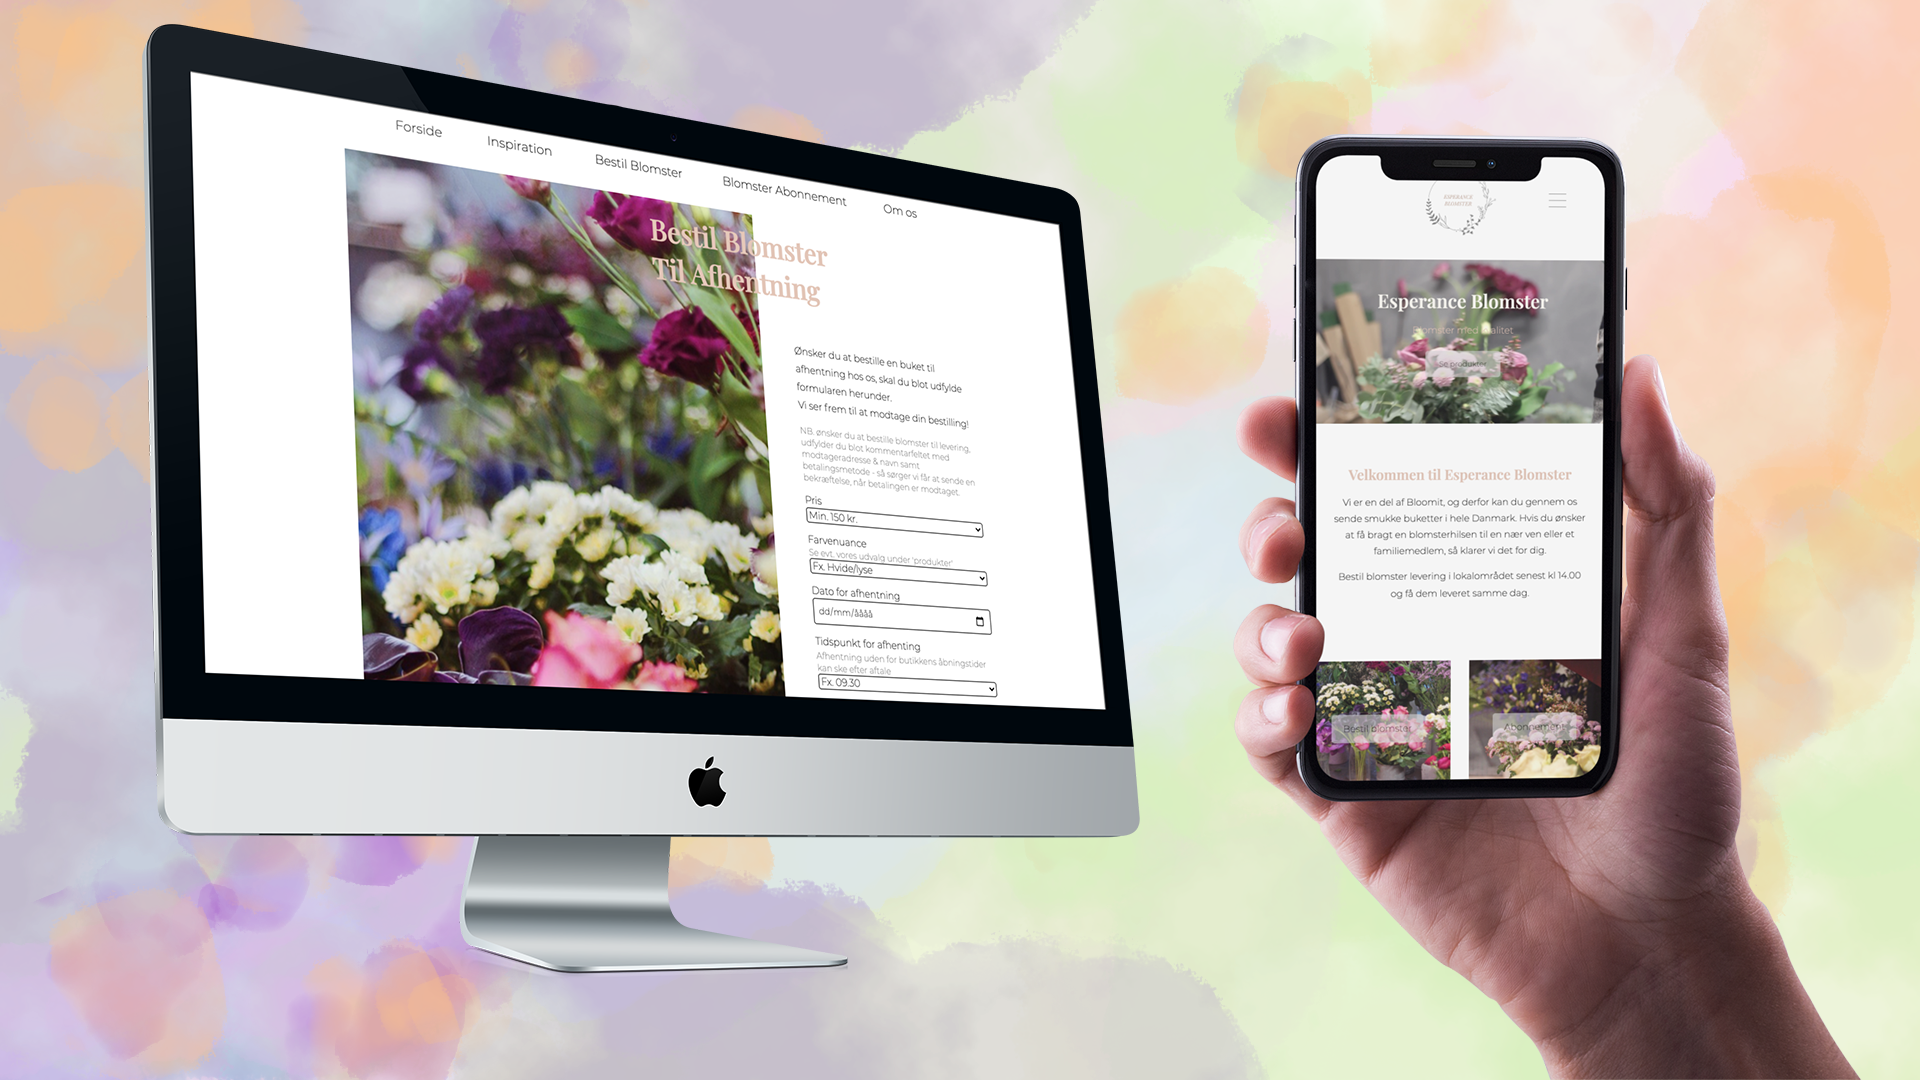 Forside
Inspiration
Bestil Blomster
Blomster Abonnement
Om os
Bestil Blomster
Til Afhentning
Ønsker du at bestille en buket til
afhentning hos os, skal du blot udfylde
formularen herunder.
Vi ser frem til at modtage din bestilling!
NB. ønsker du at bestille blomster til levering,
udfylder du blot kommentarfeltet med
modtageradresse & navn samt
betalingsmetode - så sørger vi får at sende en
bekræftelse, når betalingen er modtaget.
Pris
Min. 150 kr.
Farvenuance
Se evt. vores udvalg under 'produkter'
Fx. Hvide/lyse
Dato for afhentning
dd/mm/åååå
Tidspunkt for afhenting
Afhentning uden for butikkens åbningstider
kan ske efter aftale
Fx. 09.30
ESPERANCE
BLOMSTER
Esperance Blomster
Blomster med kvalitet
Se produkter
Velkommen til Esperance Blomster
Vi er en del af Bloomit, og derfor kan du gennem os
sende smukke buketter i hele Danmark. Hvis du ønsker
at få bragt en blomsterhilsen til en nær ven eller et
familiemedlem, så klarer vi det for dig.
Bestil blomster levering i lokalområdet senest kl 14.00
og få dem leveret samme dag.
Bestil blomster
Abonnement